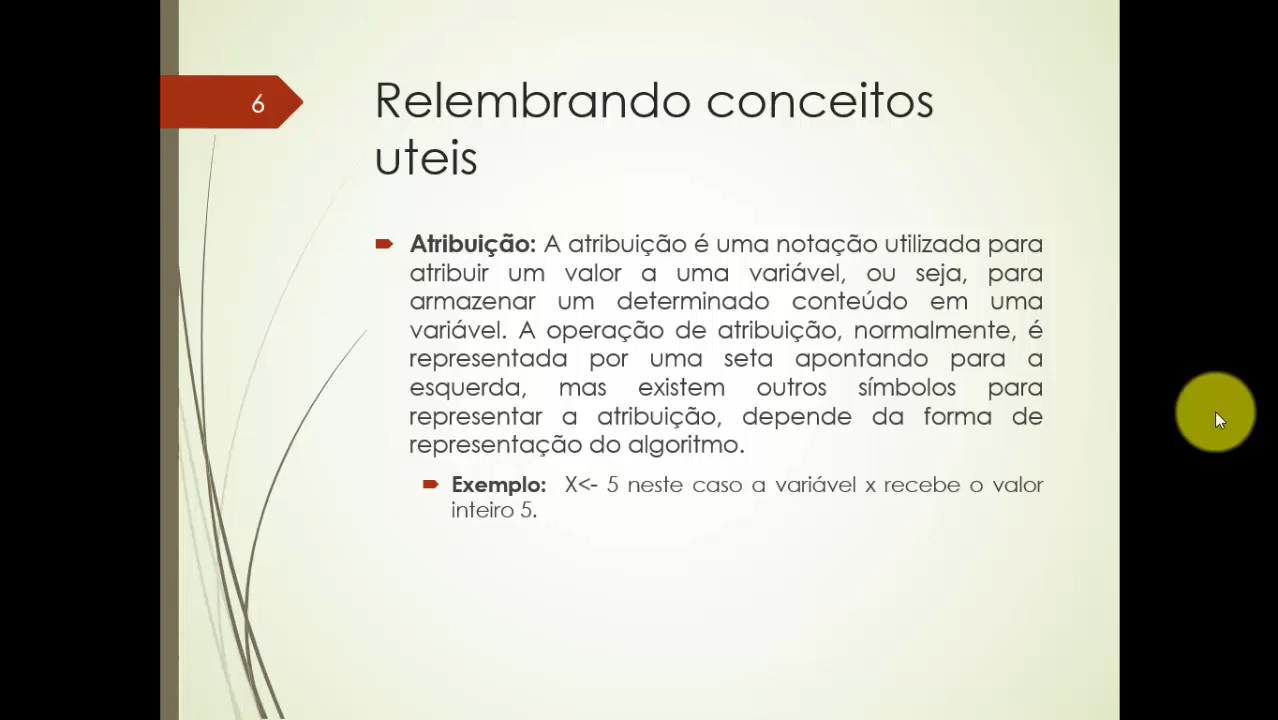 6
Relembrando conceitos
uteis
Atribuição: A atribuição é uma notação utilizada para
atribuir um valor a uma variável, ou seja, para
armazenar um determinado conteúdo em uma
variável. A operação de atribuição, normalmente, é
representada por uma seta apontando para a
esquerda, mas existem outros símbolos para
representar a atribuição, depende da forma de
representação do algoritmo.
Exemplo: X<- 5 neste caso a variável x recebe o valor
inteiro 5.